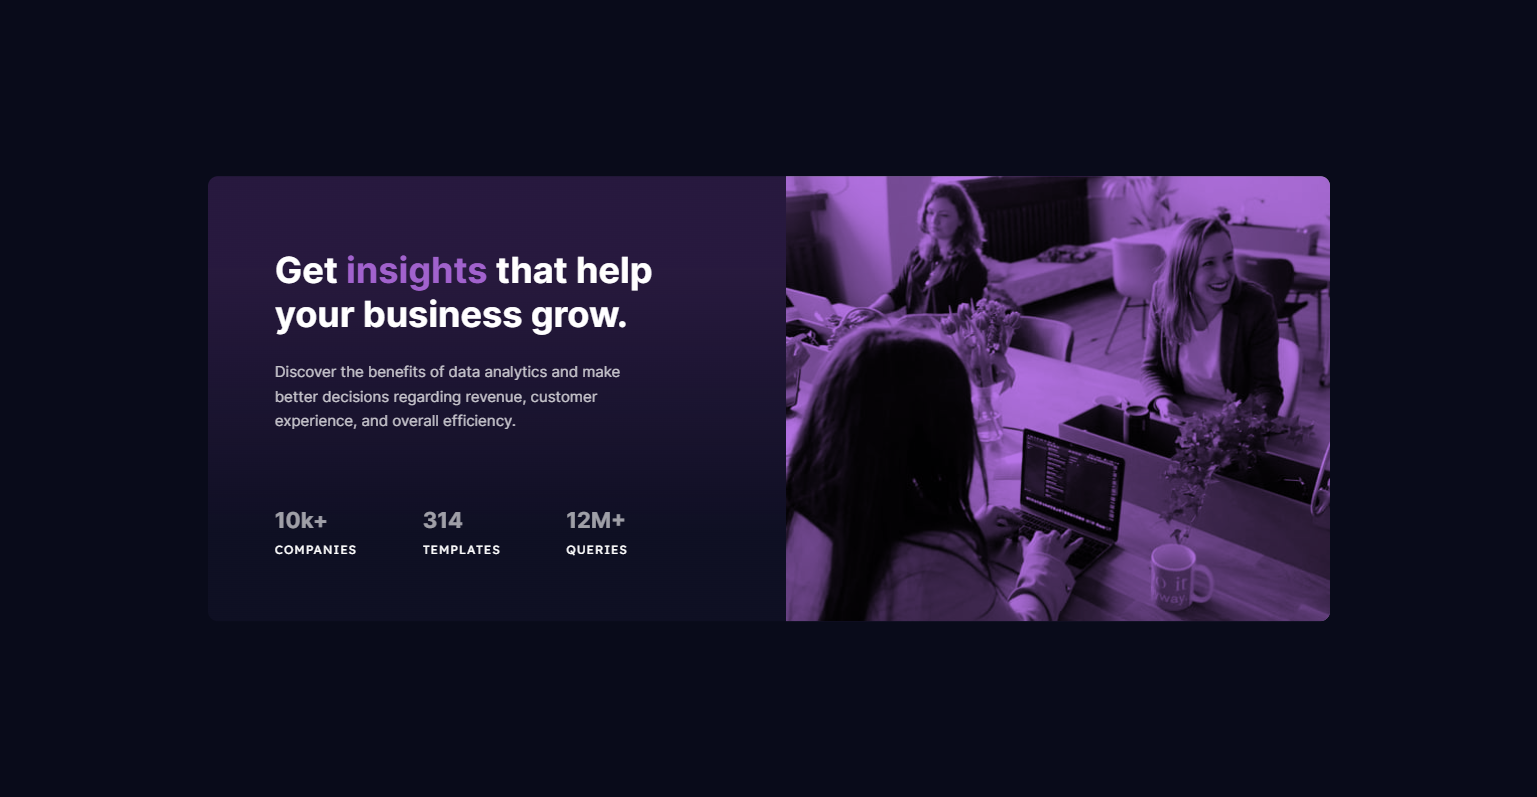 Get insights that help
your business grow.
Discover the benefits of data analytics and make
better decisions regarding revenue, customer
experience, and overall efficiency.
10k+ 314 12M+
COMPANIES TEMPLATES QUERIES